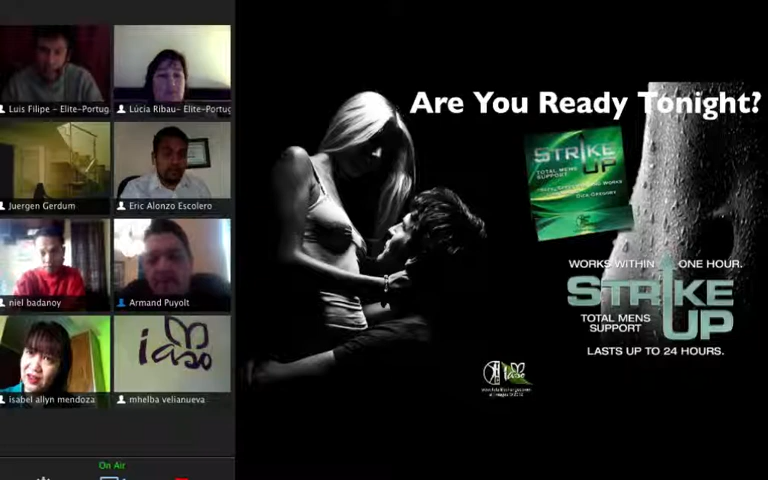 Luis Filipe - Elite-Portug
Lúcia Ribau- Elite-Portug
Juergen Gerdum
Eric Alonzo Escolero
niel badanoy
Armand Puyolt
isabel allyn mendoza
iaso
mhelba velianueva
On Air
Are You Ready Tonight?
STRIKE
UP
TOTAL MENS
SUPPORT
WORKS WITHIN ONE HOUR.
STRIKE
UP
TOTAL MENS
SUPPORT
LASTS UP TO 24 HOURS.
iaso